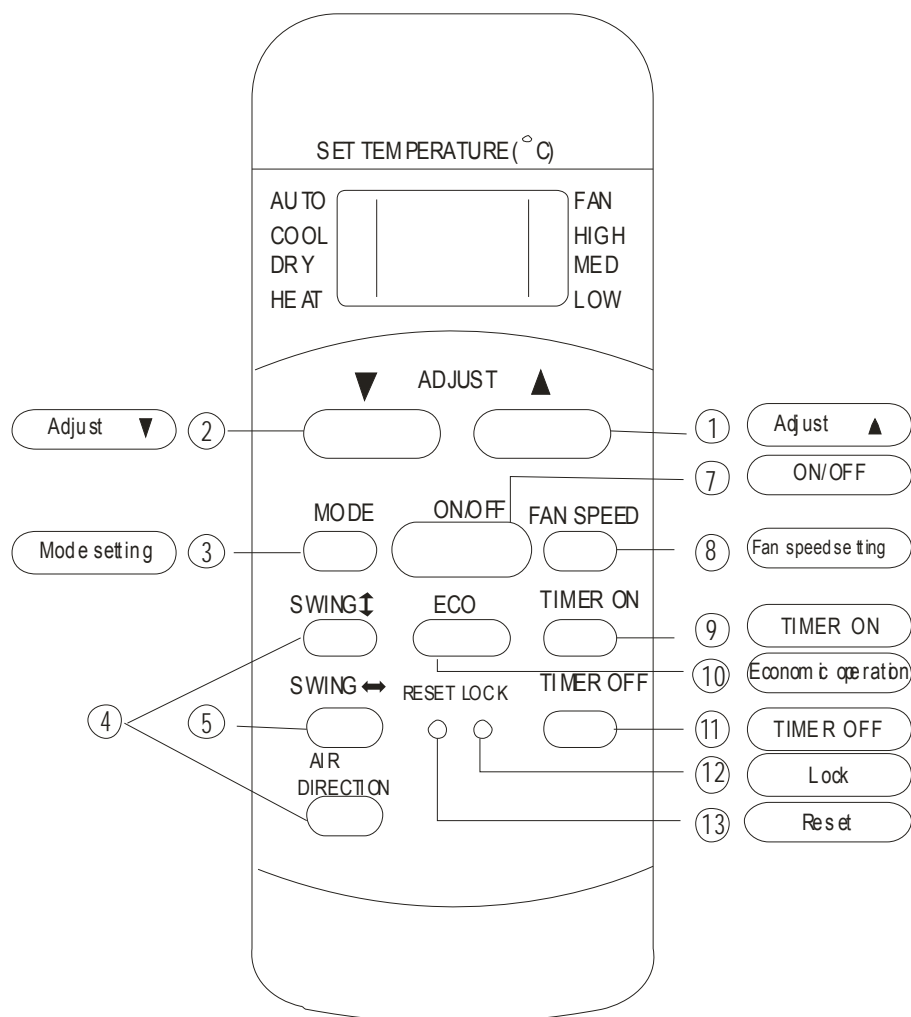 SET TEMPERATURE(°C)
AUTO FAN
COOL HIGH
DRY MED
HEAT LOW
▼ ADJUST ▲
Adjust ▼ 2 1 Adjust ▲
7 ON/OFF
MODE ON/OFF FAN SPEED
Mode setting 3 8 Fan speed setting
SWING↕ ECO TIMER ON
9 TIMER ON
10 Economic operation
SWING↔ RESET LOCK TIMER OFF
4 5 11 TIMER OFF
AIR
DIRECTION
12 Lock
13 Reset